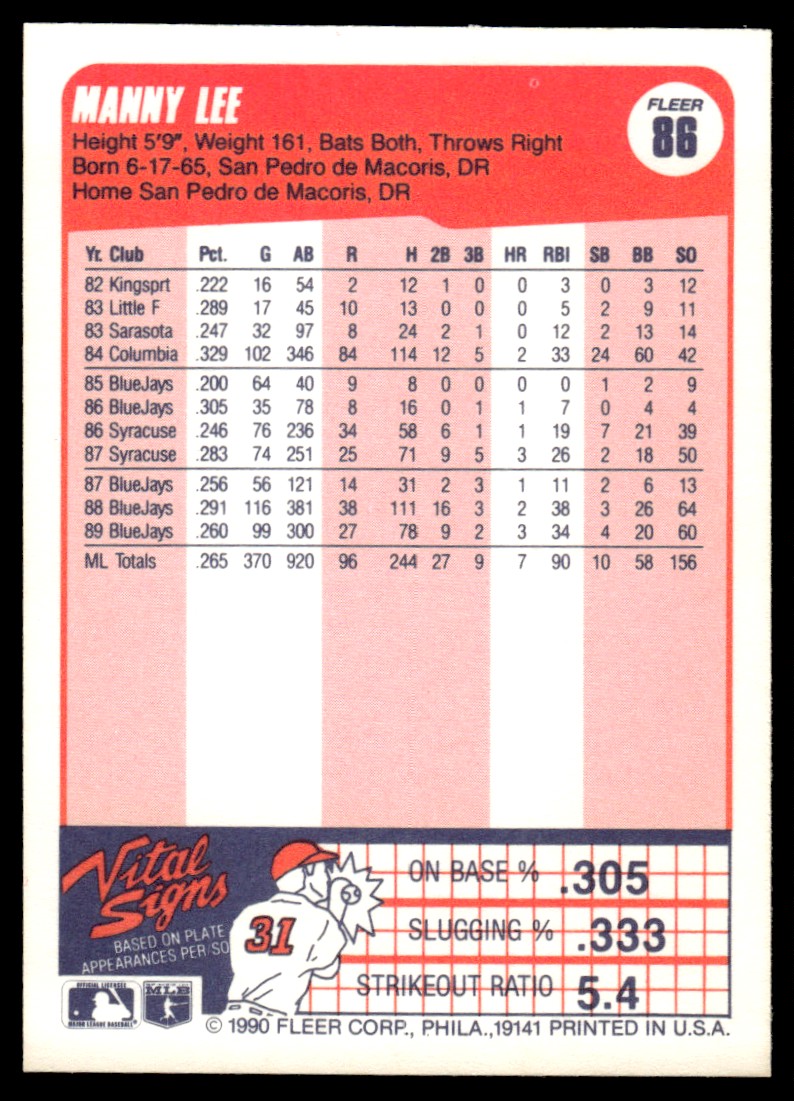 MANNY LEE
FLEER
86
Height 5'9", Weight 161, Bats Both, Throws Right
Born 6-17-65, San Pedro de Macoris, DR
Home San Pedro de Macoris, DR
Yr. Club Pct. G AB R H 2B 3B HR RBI SB BB SO
82 Kingsprt .222 16 54 2 12 1 0 0 3 0 3 12
83 Little F .289 17 45 10 13 0 0 0 5 2 9 11
83 Sarasota .247 32 97 8 24 2 1 0 12 2 13 14
84 Columbia .329 102 346 84 114 12 5 2 33 24 60 42
85 BlueJays .200 64 40 9 8 0 0 0 0 1 2 9
86 BlueJays .305 35 78 8 16 0 1 1 7 0 4 4
86 Syracuse .246 76 236 34 58 6 1 1 19 7 21 39
87 Syracuse .283 74 251 25 71 9 5 3 26 2 18 50
87 BlueJays .256 56 121 14 31 2 3 1 11 2 6 13
88 BlueJays .291 116 381 38 111 16 3 2 38 3 26 64
89 BlueJays .260 99 300 27 78 9 2 3 34 4 20 60
ML Totals .265 370 920 96 244 27 9 7 90 10 58 156
Vital
Signs
BASED ON PLATE
APPEARANCES PER/SO
31
ON BASE % .305
SLUGGING % .333
STRIKEOUT RATIO 5.4
OFFICIAL LICENSEE
MAJOR LEAGUE BASEBALL
MLB
© 1990 FLEER CORP., PHILA.,19141 PRINTED IN U.S.A.